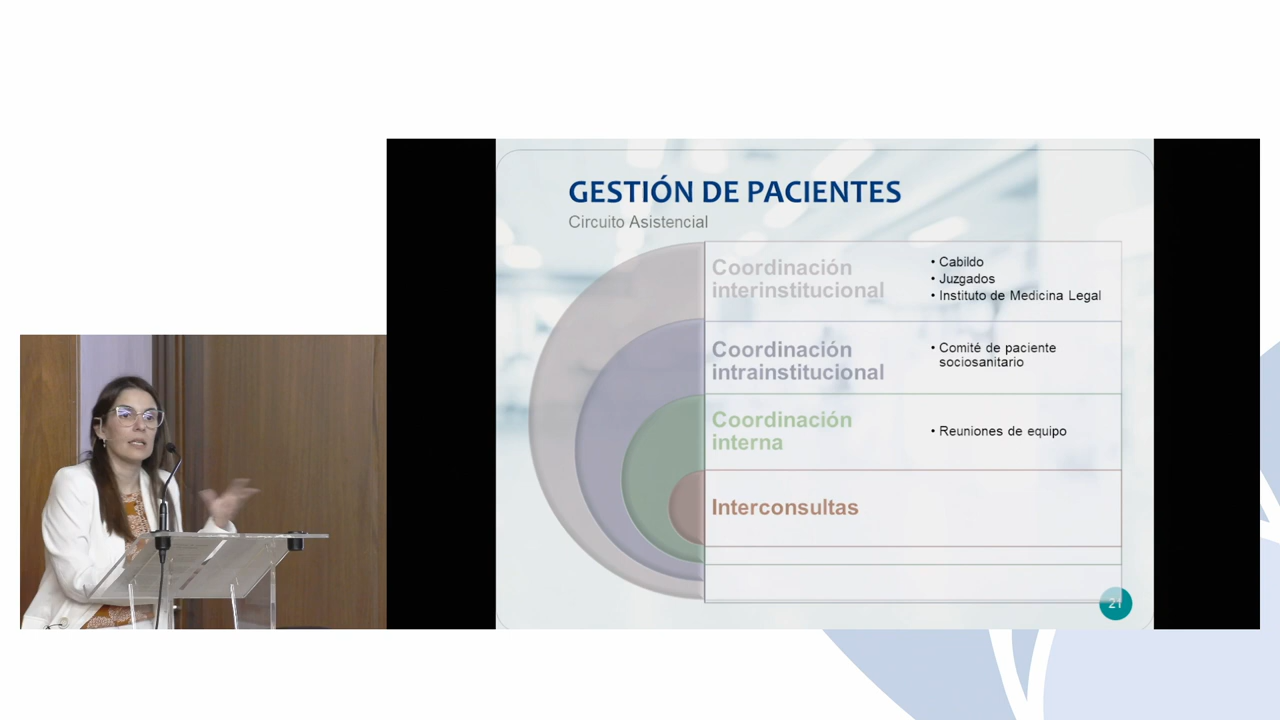 GESTIÓN DE PACIENTES
Circuito Asistencial
Coordinación
interinstitucional
• Cabildo
• Juzgados
• Instituto de Medicina Legal
Coordinación
intrainstitucional
• Comité de paciente
sociosanitario
Coordinación
interna
• Reuniones de equipo
Interconsultas
21